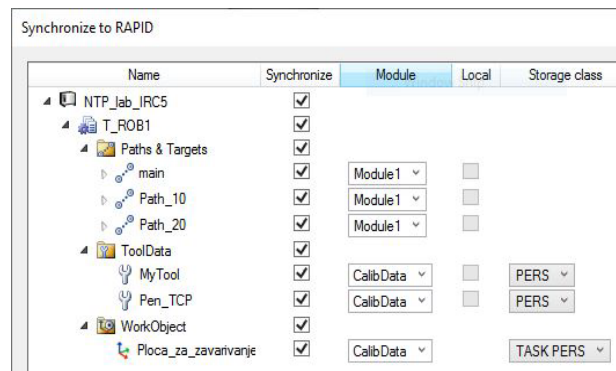 Synchronize to RAPID
Name Synchronize Module Local Storage class
NTP_lab_IRC5
T_ROB1
Paths & Targets
main Module1
Path_10 Module1
Path_20 Module1
ToolData
MyTool CalibData PERS
Pen_TCP CalibData PERS
WorkObject
Ploca_za_zavarivanje CalibData TASK PERS